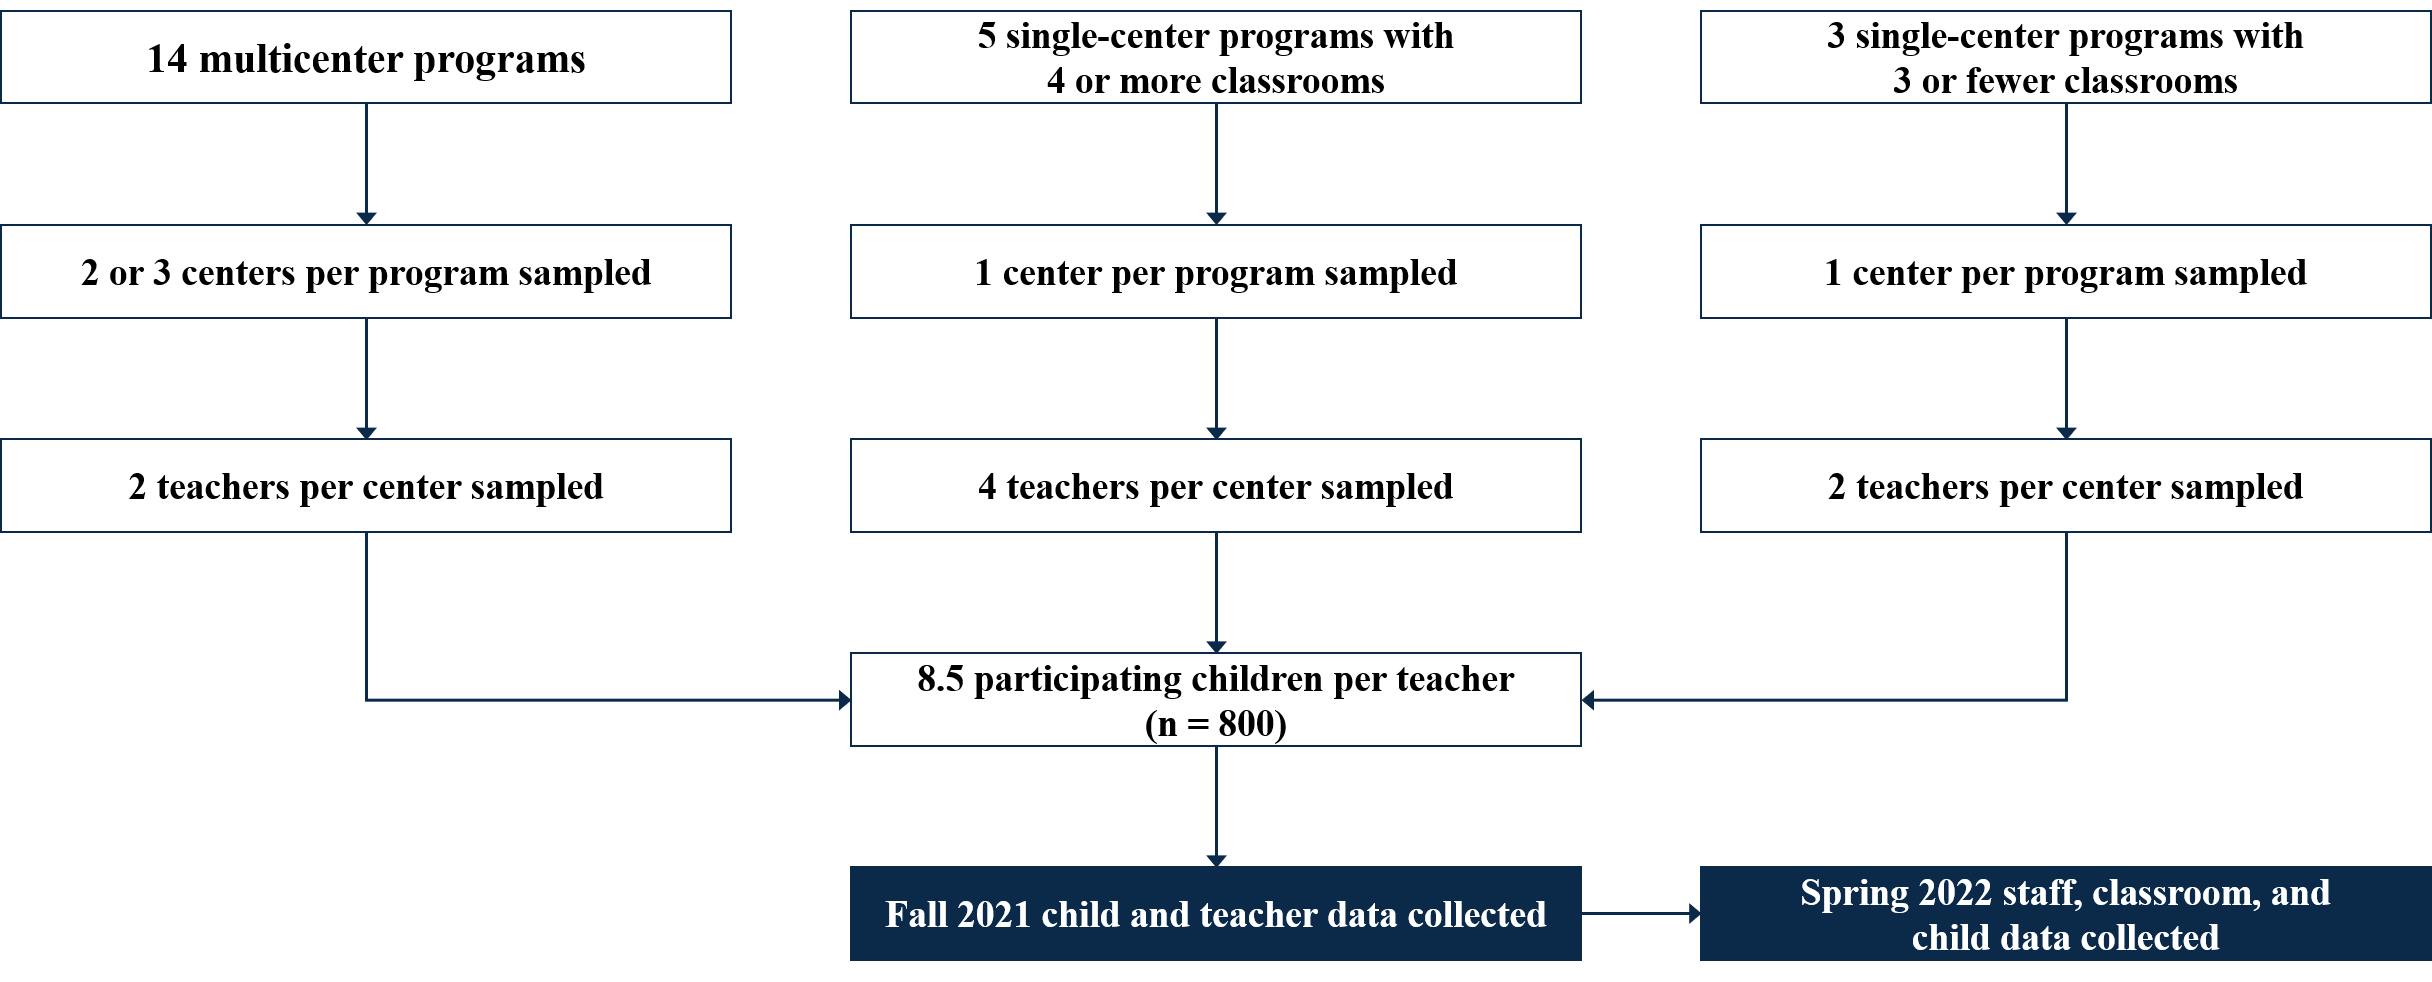 14 multicenter programs
5 single-center programs with
4 or more classrooms
3 single-center programs with
3 or fewer classrooms
2 or 3 centers per program sampled
1 center per program sampled
1 center per program sampled
2 teachers per center sampled
4 teachers per center sampled
2 teachers per center sampled
8.5 participating children per teacher
(n = 800)
Fall 2021 child and teacher data collected
Spring 2022 staff, classroom, and
child data collected